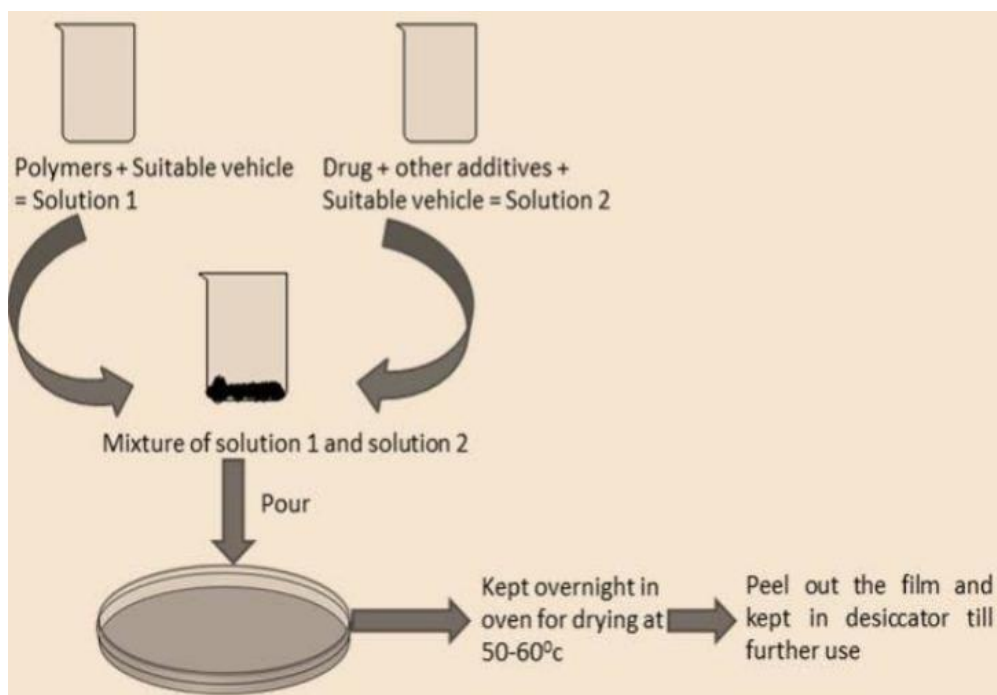 Polymers + Suitable vehicle
= Solution 1
Drug + other additives +
Suitable vehicle = Solution 2
Mixture of solution 1 and solution 2
Pour
Kept overnight in
oven for drying at
50-60⁰c
Peel out the film and
kept in desiccator till
further use